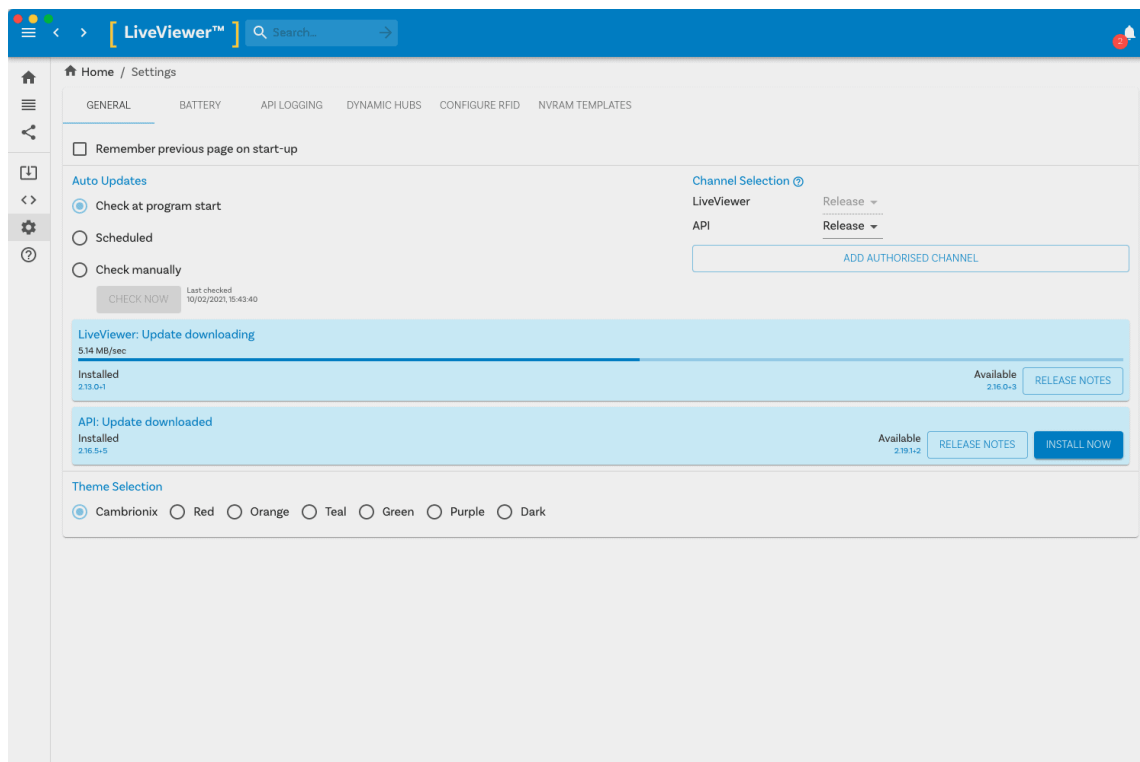 [ LiveViewer™ ] Search...
2
Home / Settings
GENERAL BATTERY API LOGGING DYNAMIC HUBS CONFIGURE RFID NVRAM TEMPLATES
Remember previous page on start-up
Auto Updates
Check at program start
Scheduled
Check manually
CHECK NOW
Last checked
10/02/2021, 15:43:40
Channel Selection
LiveViewer Release
API Release
ADD AUTHORISED CHANNEL
LiveViewer: Update downloading
5.14 MB/sec
Installed
2.13.0+1
Available
2.16.0+3
RELEASE NOTES
API: Update downloaded
Installed
2.16.5+5
Available
2.19.1+2
RELEASE NOTES
INSTALL NOW
Theme Selection
Cambrionix Red Orange Teal Green Purple Dark